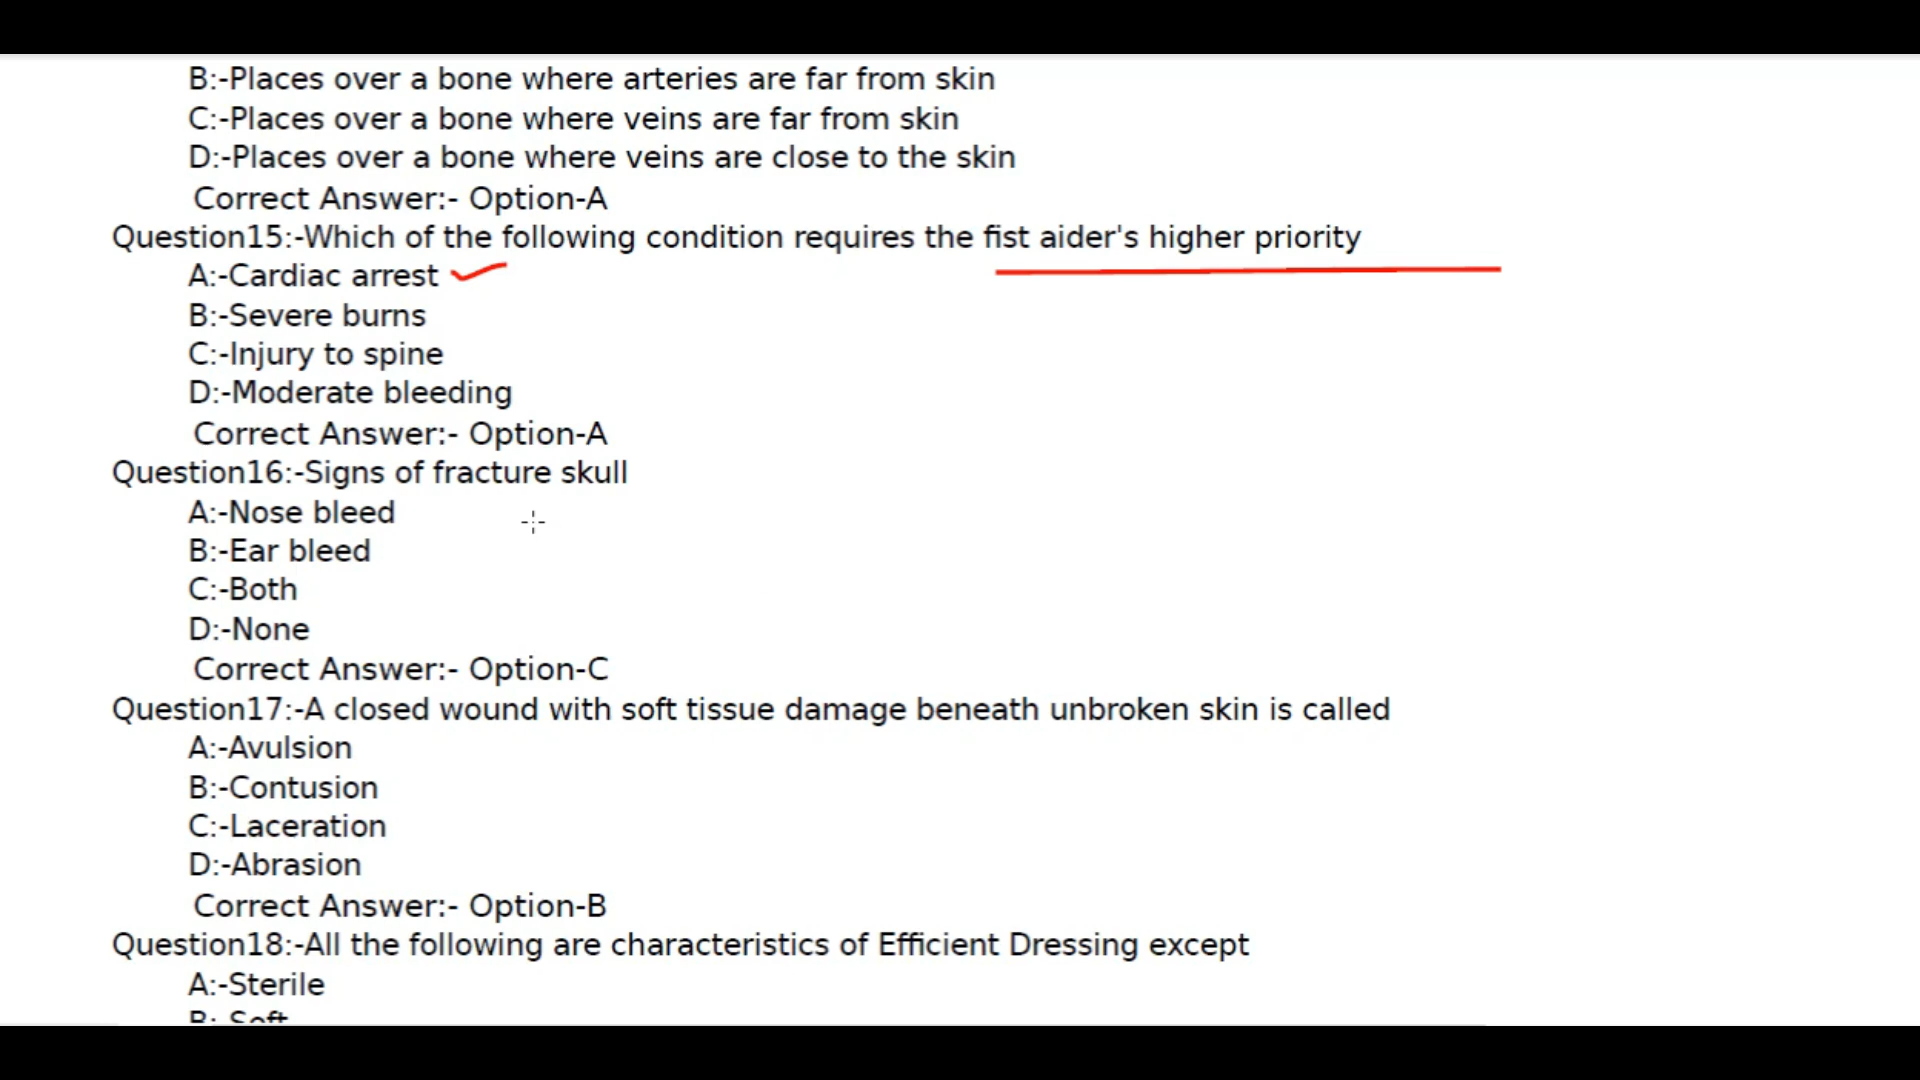 B:-Places over a bone where arteries are far from skin
C:-Places over a bone where veins are far from skin
D:-Places over a bone where veins are close to the skin
Correct Answer:- Option-A
Question15:-Which of the following condition requires the fist aider's higher priority
A:-Cardiac arrest
B:-Severe burns
C:-Injury to spine
D:-Moderate bleeding
Correct Answer:- Option-A
Question16:-Signs of fracture skull
A:-Nose bleed
B:-Ear bleed
C:-Both
D:-None
Correct Answer:- Option-C
Question17:-A closed wound with soft tissue damage beneath unbroken skin is called
A:-Avulsion
B:-Contusion
C:-Laceration
D:-Abrasion
Correct Answer:- Option-B
Question18:-All the following are characteristics of Efficient Dressing except
A:-Sterile
B:-Soft